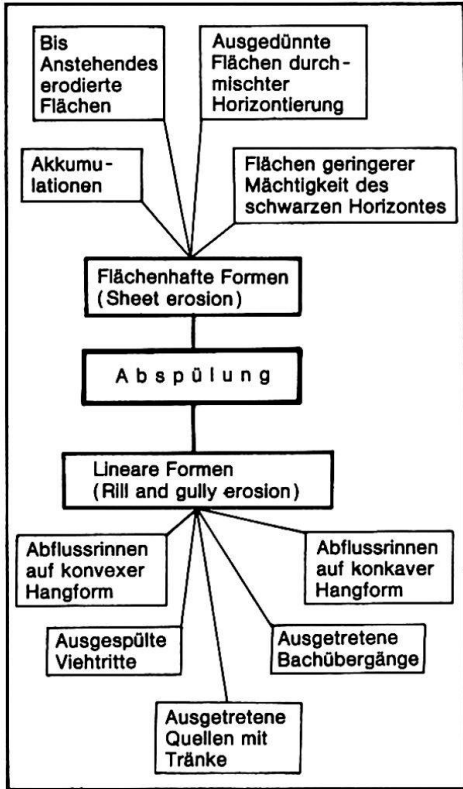 Bis
Anstehendes
erodierte
Flächen
Ausgedünnte
Flächen durch-
mischter
Horizontierung
Akkumu-
lationen
Flächen geringerer
Mächtigkeit des
schwarzen Horizontes
Flächenhafte Formen
(Sheet erosion)
Abspülung
Lineare Formen
(Rill and gully erosion)
Abflussrinnen
auf konvexer
Hangform
Abflussrinnen
auf konkaver
Hangform
Ausgespülte
Viehtritte
Ausgetretene
Bachübergänge
Ausgetretene
Quellen mit
Tränke